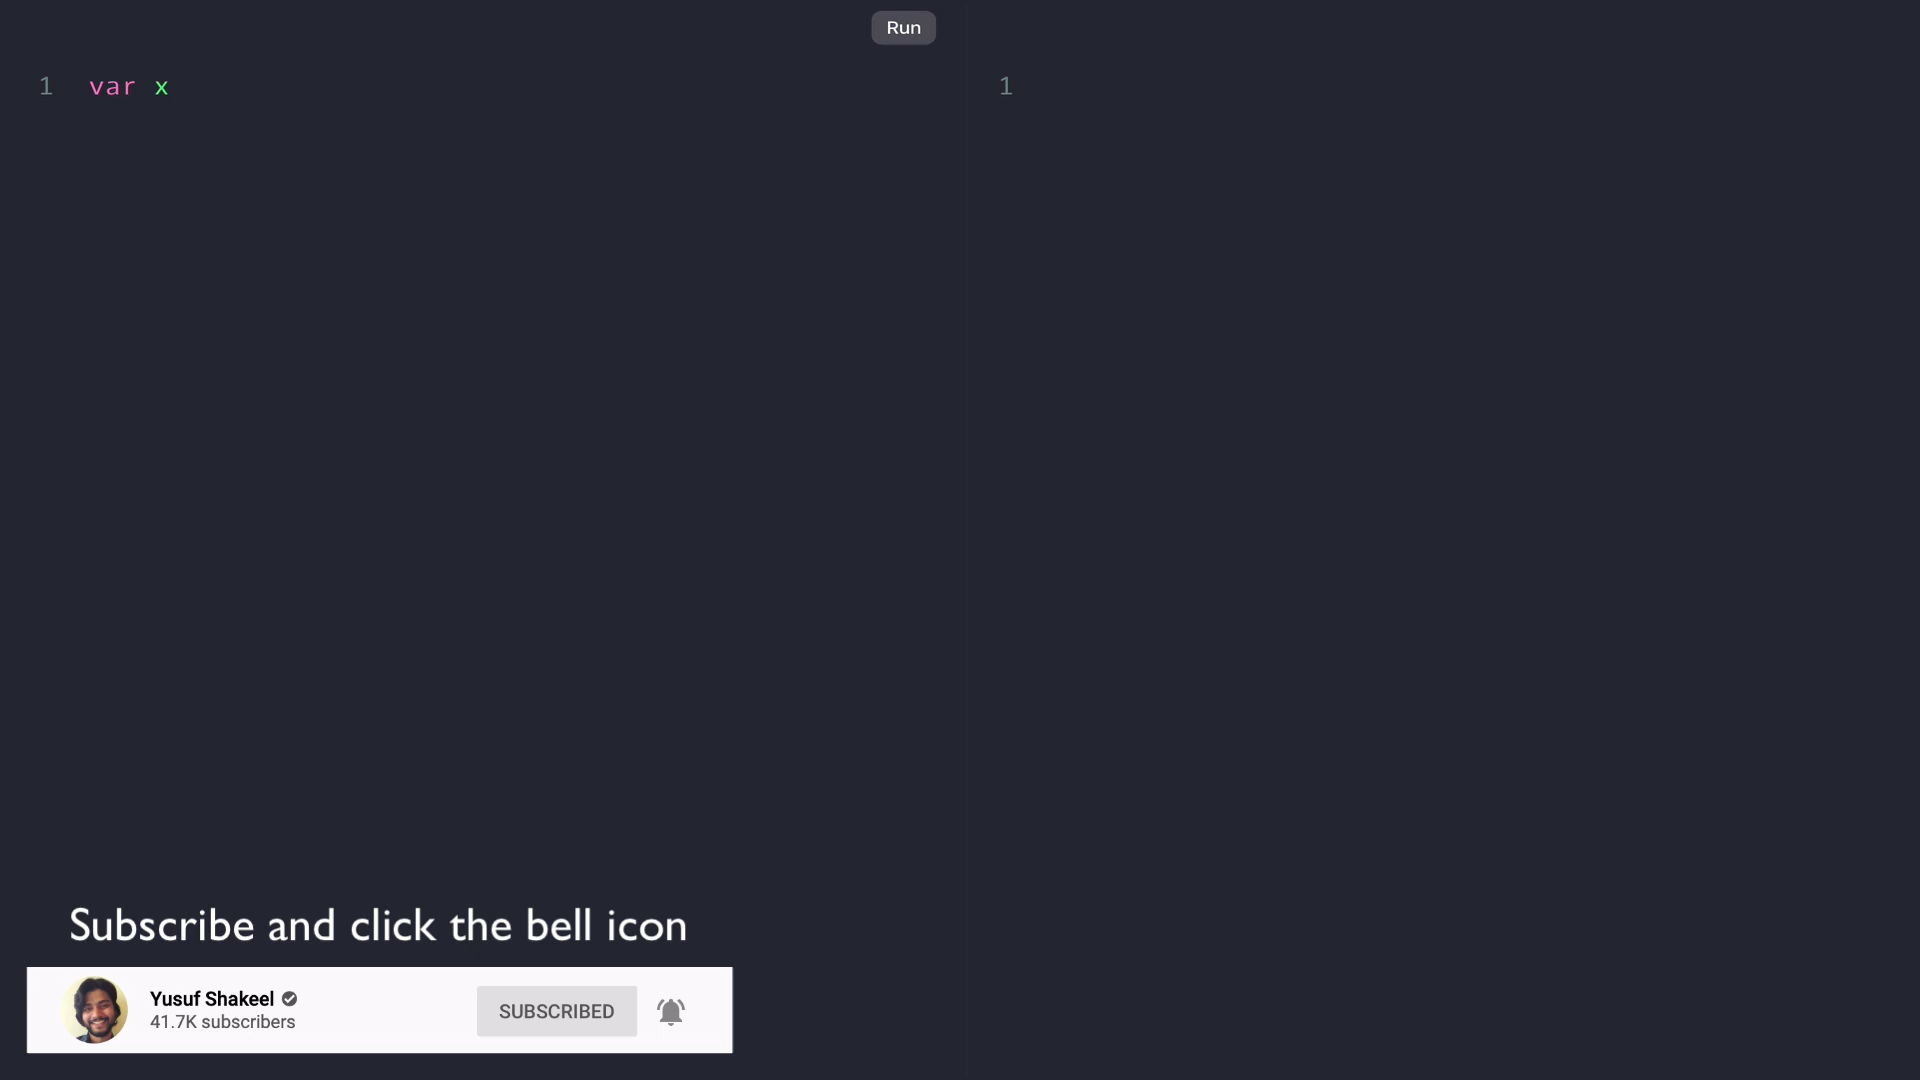 Run
1 var x
1
Subscribe and click the bell icon
Yusuf Shakeel
41.7K subscribers
SUBSCRIBED